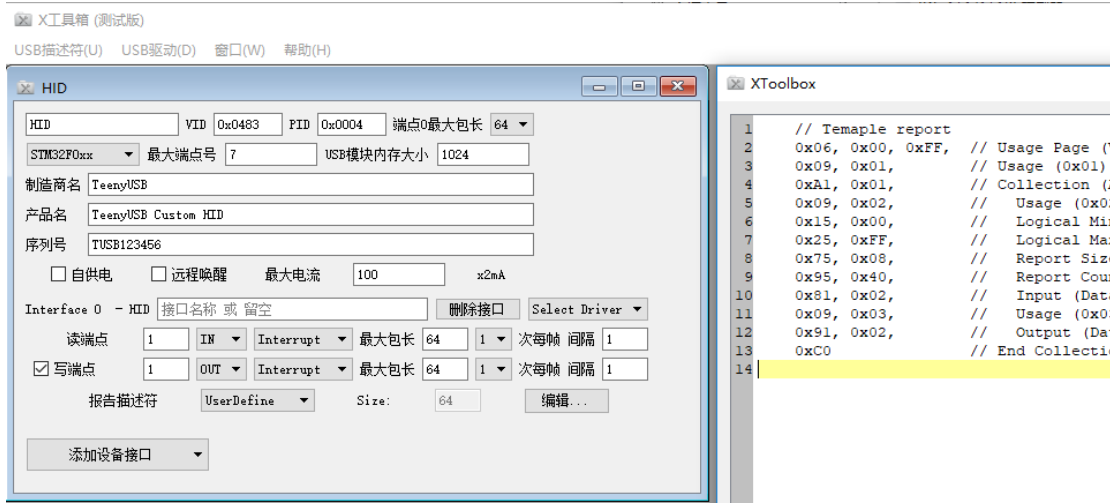 X工具箱 (测试版)
USB描述符(U) USB驱动(D) 窗口(W) 帮助(H)
HID
HID VID 0x0483 PID 0x0004 端点0最大包长 64
STM32F0xx 最大端点号 7 USB模块内存大小 1024
制造商名 TeenyUSB
产品名 TeenyUSB Custom HID
序列号 TUSB123456
自供电 远程唤醒 最大电流 100 x2mA
Interface 0 - HID 接口名称 或 留空 删除接口 Select Driver
读端点 1 IN Interrupt 最大包长 64 1 次每帧 间隔 1
写端点 1 OUT Interrupt 最大包长 64 1 次每帧 间隔 1
报告描述符 UserDefine Size: 64 编辑...
添加设备接口
XToolbox
1 // Temaple report
2 0x06, 0x00, 0xFF, // Usage Page (
3 0x09, 0x01, // Usage (0x01)
4 0xA1, 0x01, // Collection (
5 0x09, 0x02, // Usage (0x0
6 0x15, 0x00, // Logical Mi
7 0x25, 0xFF, // Logical Ma
8 0x75, 0x08, // Report Siz
9 0x95, 0x40, // Report Cou
10 0x81, 0x02, // Input (Dat
11 0x09, 0x03, // Usage (0x0
12 0x91, 0x02, // Output (Da
13 0xC0 // End Collecti
14